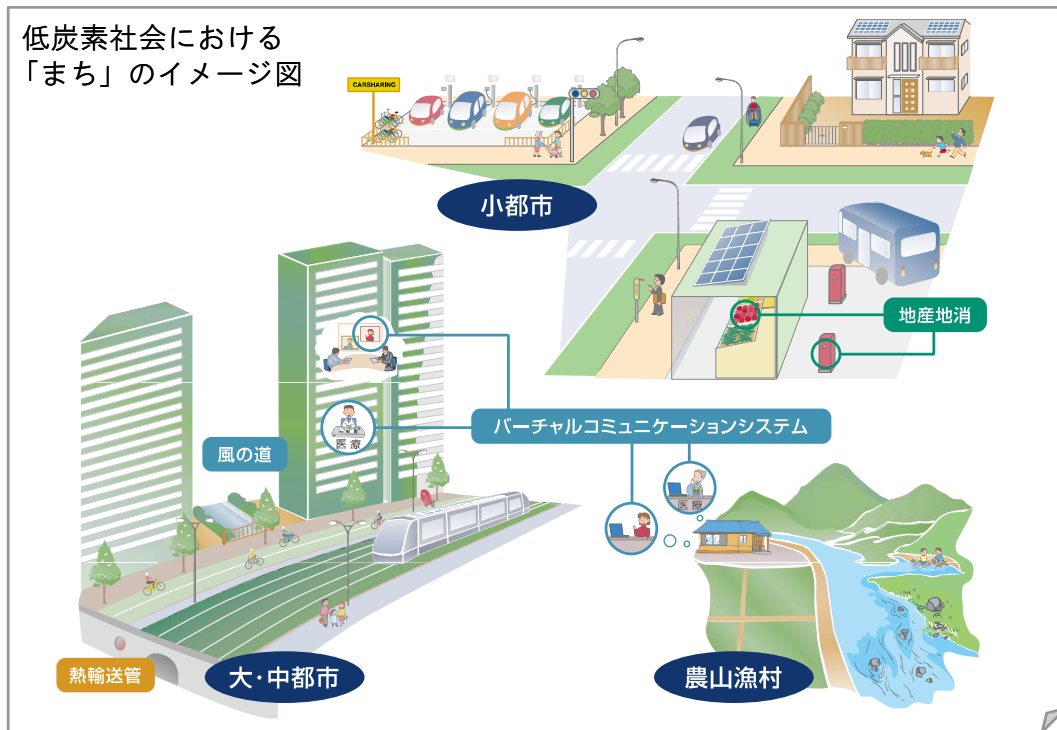 低炭素社会における
「まち」のイメージ図
CARSHARING
小都市
地産地消
バーチャルコミュニケーションシステム
医療
風の道
医療
熱輸送管
大・中都市
農山漁村